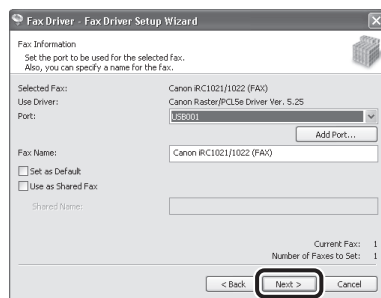 Fax Driver - Fax Driver Setup Wizard
Fax Information
Set the port to be used for the selected fax.
Also, you can specify a name for the fax.
Selected Fax: Canon iRC1021/1022 (FAX)
Use Driver: Canon Raster/PCL5e Driver Ver. 5.25
Port: USB001
Add Port...
Fax Name: Canon iRC1021/1022 (FAX)
Set as Default
Use as Shared Fax
Shared Name:
Current Fax: 1
Number of Faxes to Set: 1
< Back Next > Cancel